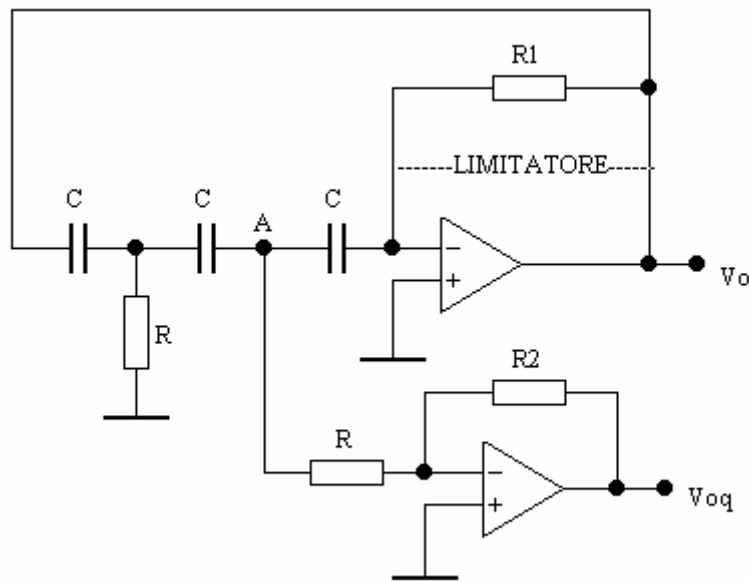 R1
------LIMITATORE-----
C
C
C
A
−
+
Vo
R
R2
R
−
+
Voq